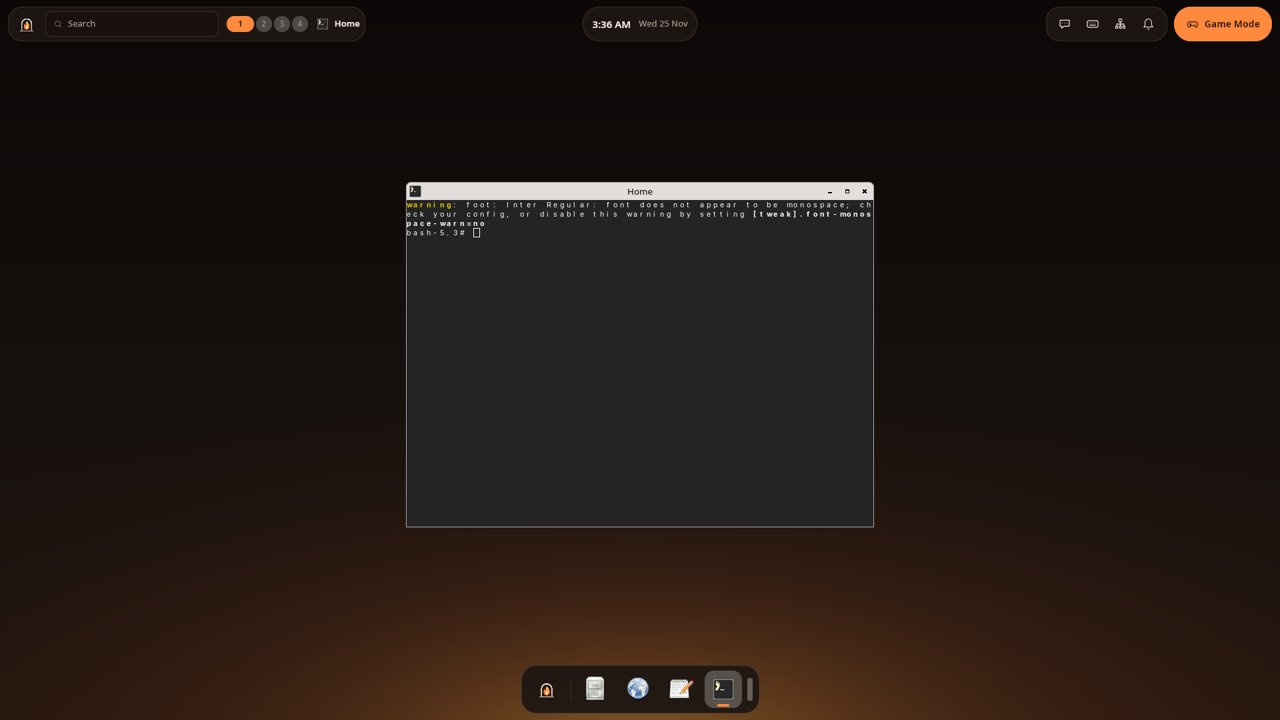 Search
1 2 3 4 Home
3:36 AM Wed 25 Nov
Game Mode
Home
warning: foot: Inter Regular: font does not appear to be monospace; ch
eck your config, or disable this warning by setting [tweak].font-monos
pace-warn=no
bash-5.3#